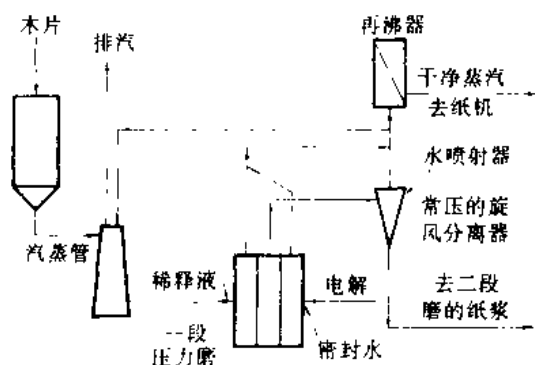 木片
排汽
再沸器
干净蒸汽
去纸机
水喷射器
常压的旋
风分离器
汽蒸管
稀释液
电解
一段
压力磨
密封水
去二段
磨的纸浆